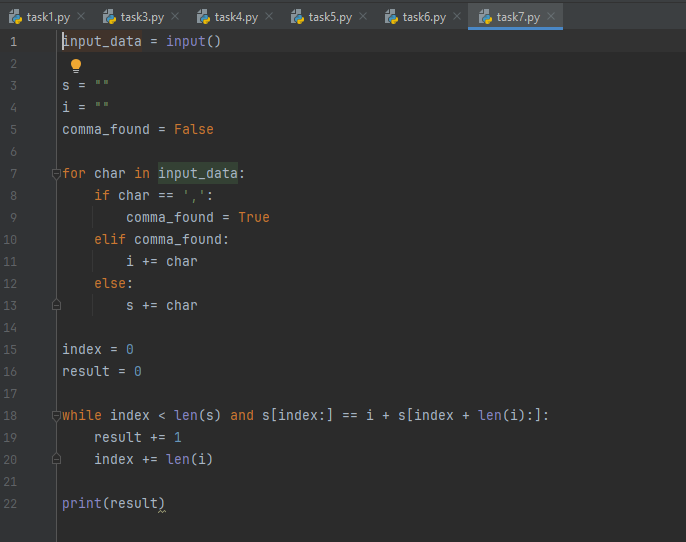 task1.py task3.py task4.py task5.py task6.py task7.py
1 input_data = input()
2
3 s = ""
4 i = ""
5 comma_found = False
6
7 for char in input_data:
8     if char == ',':
9         comma_found = True
10     elif comma_found:
11         i += char
12     else:
13         s += char
14
15 index = 0
16 result = 0
17
18 while index < len(s) and s[index:] == i + s[index + len(i):]:
19     result += 1
20     index += len(i)
21
22 print(result)